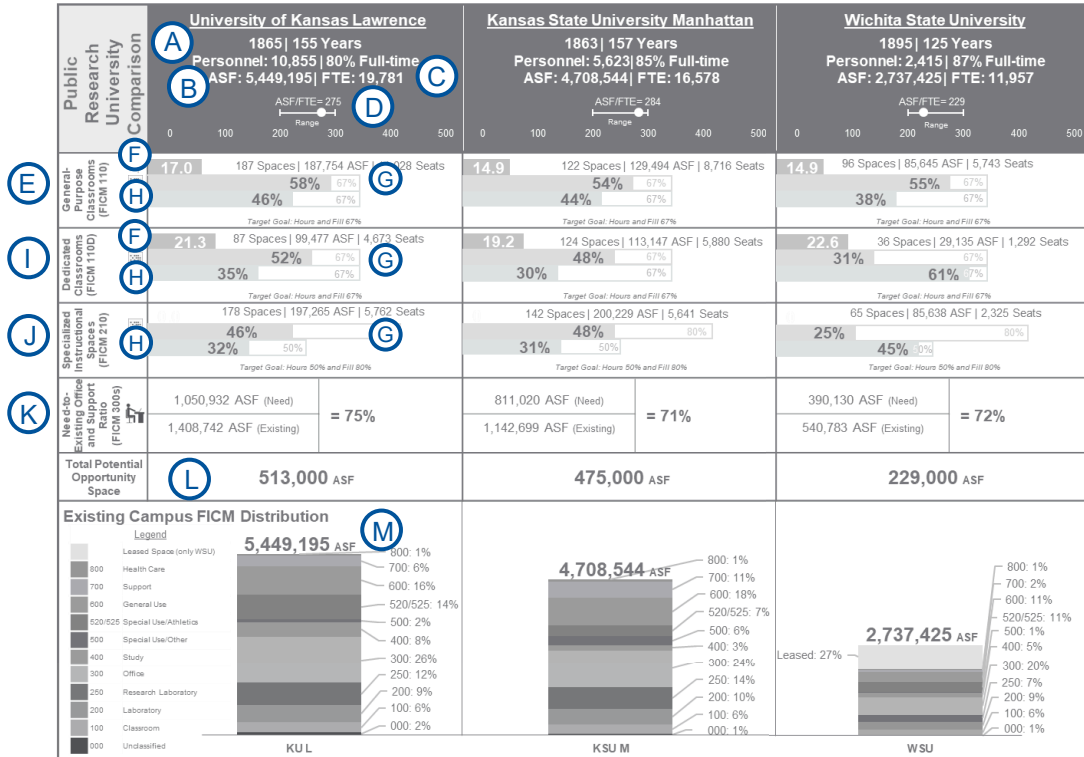 Public Research University Comparison
University of Kansas Lawrence
1865| 155 Years
Personnel: 10,855 | 80% Full-time
ASF: 5,449,195| FTE: 19,781
ASF/FTE= 275
Range
0 100 200 300 400 500
Kansas State University Manhattan
1863| 157 Years
Personnel: 5,623| 85% Full-time
ASF: 4,708,544| FTE: 16,578
ASF/FTE= 284
Range
0 100 200 300 400 500
Wichita State University
1895| 125 Years
Personnel: 2,415 | 87% Full-time
ASF: 2,737,425| FTE: 11,957
ASF/FTE= 229
Range
0 100 200 300 400 500
A
B
C
D
E
General-Purpose Classrooms (FICM 110)
F
G
H
17.0
187 Spaces | 187,754 ASF | Seats
58% 67%
46% 67%
Target Goal: Hours and Fill 67%
14.9
122 Spaces | 129,494 ASF | 8,716 Seats
54% 67%
44% 67%
Target Goal: Hours and Fill 67%
14.9
96 Spaces | 85,645 ASF | 5,743 Seats
55% 67%
38% 67%
Target Goal: Hours and Fill 67%
I
Dedicated Classrooms (FICM 110D)
F
G
H
21.3
87 Spaces | 99,477 ASF | 4,673 Seats
52% 67%
35% 67%
Target Goal: Hours and Fill 67%
19.2
124 Spaces | 113,147 ASF | 5,880 Seats
48% 67%
30% 67%
Target Goal: Hours and Fill 67%
22.6
36 Spaces | 29,135 ASF | 1,292 Seats
31% 67%
61%
Target Goal: Hours and Fill 67%
J
Specialized Instructional Spaces (FICM 210)
G
H
178 Spaces | 197,265 ASF | 5,762 Seats
46%
32% 50%
Target Goal: Hours 50% and Fill 80%
142 Spaces | 200,229 ASF | 5,641 Seats
48% 80%
31% 50%
Target Goal: Hours 50% and Fill 80%
65 Spaces | 85,638 ASF | 2,325 Seats
25% 80%
45%
Target Goal: Hours 50% and Fill 80%
K
Need-to-Existing Office and Support Ratio (FICM 300s)
1,050,932 ASF (Need)
1,408,742 ASF (Existing)
= 75%
811,020 ASF (Need)
1,142,699 ASF (Existing)
= 71%
390,130 ASF (Need)
540,783 ASF (Existing)
= 72%
Total Potential
Opportunity
Space
L
513,000 ASF
475,000 ASF
229,000 ASF
Existing Campus FICM Distribution
M
Legend
Leased Space (only WSU)
800 Health Care
700 Support
600 General Use
520/525 Special Use/Athletics
500 Special Use/Other
400 Study
300 Office
250 Research Laboratory
200 Laboratory
100 Classroom
000 Unclassified
5,449,195 ASF
800: 1%
700: 6%
600: 16%
520/525: 14%
500: 2%
400: 8%
300: 26%
250: 12%
200: 9%
100: 6%
000: 2%
KUL
4,708,544 ASF
800: 1%
700: 11%
600: 18%
520/525: 7%
500: 6%
400: 3%
300: 24%
250: 14%
200: 10%
100: 6%
000: 1%
KSUM
2,737,425 ASF
Leased: 27%
800: 1%
700: 2%
600: 11%
520/525: 11%
500: 1%
400: 5%
300: 20%
250: 7%
200: 9%
100: 6%
000: 1%
WSU